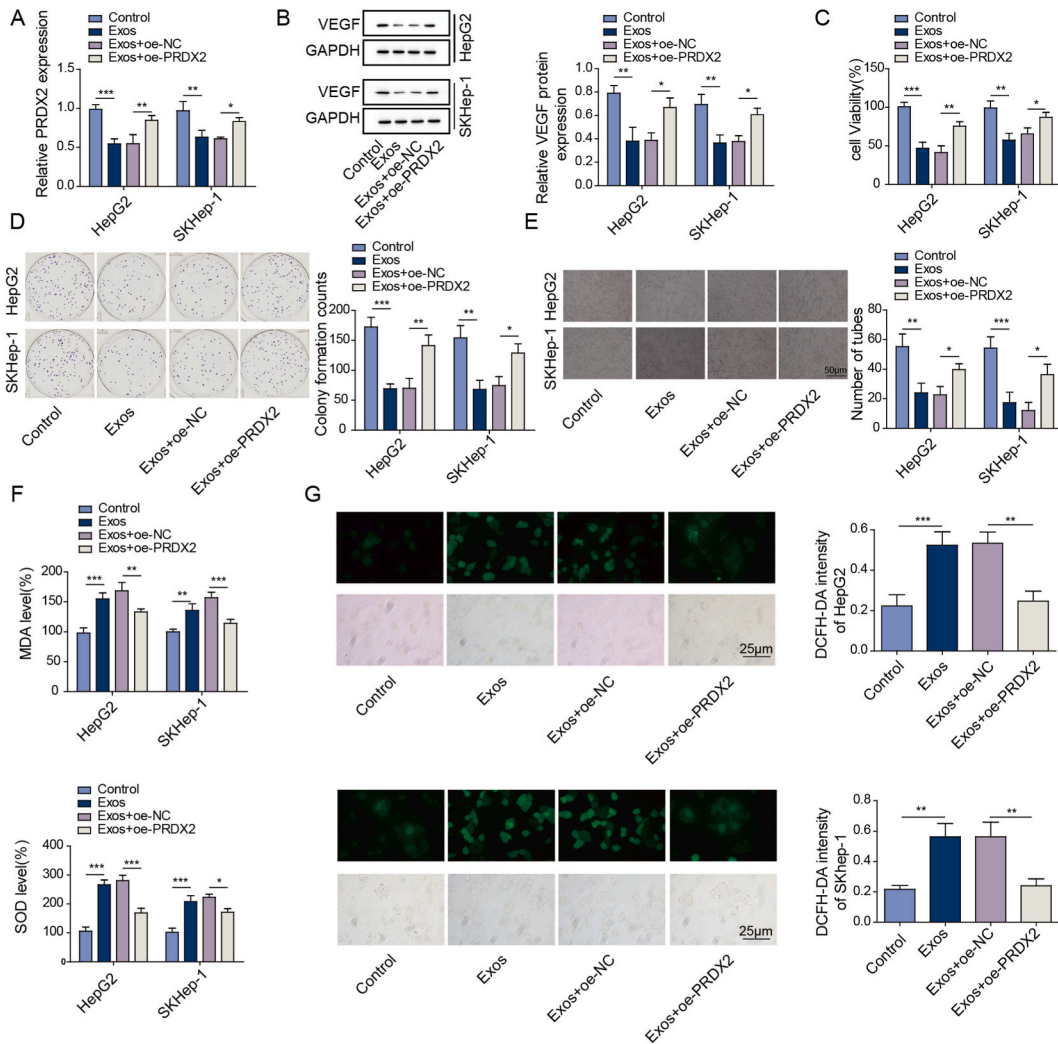 A
Control
Exos
Exos+oe-NC
Exos+oe-PRDX2
Relative PRDX2 expression
1.5
1.0
0.5
0.0
***
**
**
*
HepG2
SKHep-1
B
VEGF
GAPDH
HepG2
VEGF
GAPDH
SKHep-1
Control
Exos
Exos+oe-NC
Exos+oe-PRDX2
Control
Exos
Exos+oe-NC
Exos+oe-PRDX2
Relative VEGF protein
expression
1.0
0.8
0.6
0.4
0.2
0.0
**
*
**
*
HepG2
SKHep-1
C
Control
Exos
Exos+oe-NC
Exos+oe-PRDX2
cell Viability(%)
150
100
50
0
***
**
**
*
HepG2
SKHep-1
D
HepG2
SKHep-1
Control
Exos
Exos+oe-NC
Exos+oe-PRDX2
Control
Exos
Exos+oe-NC
Exos+oe-PRDX2
Colony formation counts
200
150
100
50
0
***
**
**
*
HepG2
SKHep-1
E
HepG2
SKHep-1
50μm
Control
Exos
Exos+oe-NC
Exos+oe-PRDX2
Control
Exos
Exos+oe-NC
Exos+oe-PRDX2
Number of tubes
80
60
40
20
0
**
*
***
*
HepG2
SKHep-1
F
Control
Exos
Exos+oe-NC
Exos+oe-PRDX2
MDA level(%)
200
150
100
50
0
***
**
**
***
HepG2
SKHep-1
Control
Exos
Exos+oe-NC
Exos+oe-PRDX2
SOD level(%)
400
300
200
100
0
***
***
***
*
HepG2
SKHep-1
G
25μm
Control
Exos
Exos+oe-NC
Exos+oe-PRDX2
DCFH-DA intensity
of HepG2
0.6
0.4
0.2
0.0
***
**
Control
Exos
Exos+oe-NC
Exos+oe-PRDX2
25μm
Control
Exos
Exos+oe-NC
Exos+oe-PRDX2
DCFH-DA intensity
of SKhep-1
0.8
0.6
0.4
0.2
0.0
**
**
Control
Exos
Exos+oe-NC
Exos+oe-PRDX2